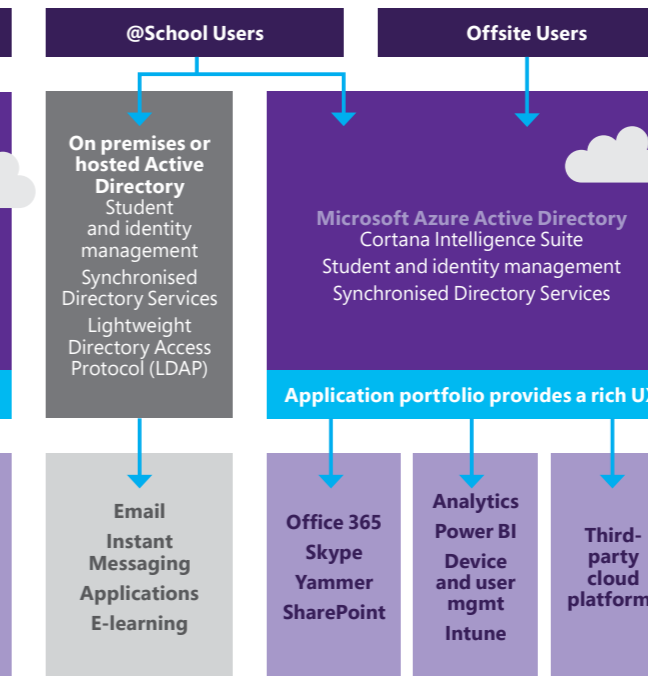 @School Users
Offsite Users
On premises or
hosted Active
Directory
Student
and identity
management
Synchronised
Directory Services
Lightweight
Directory Access
Protocol (LDAP)
Microsoft Azure Active Directory
Cortana Intelligence Suite
Student and identity management
Synchronised Directory Services
Application portfolio provides a rich UX
Email
Instant
Messaging
Applications
E-learning
Office 365
Skype
Yammer
SharePoint
Analytics
Power BI
Device
and user
mgmt
Intune
Third-
party
cloud
platform